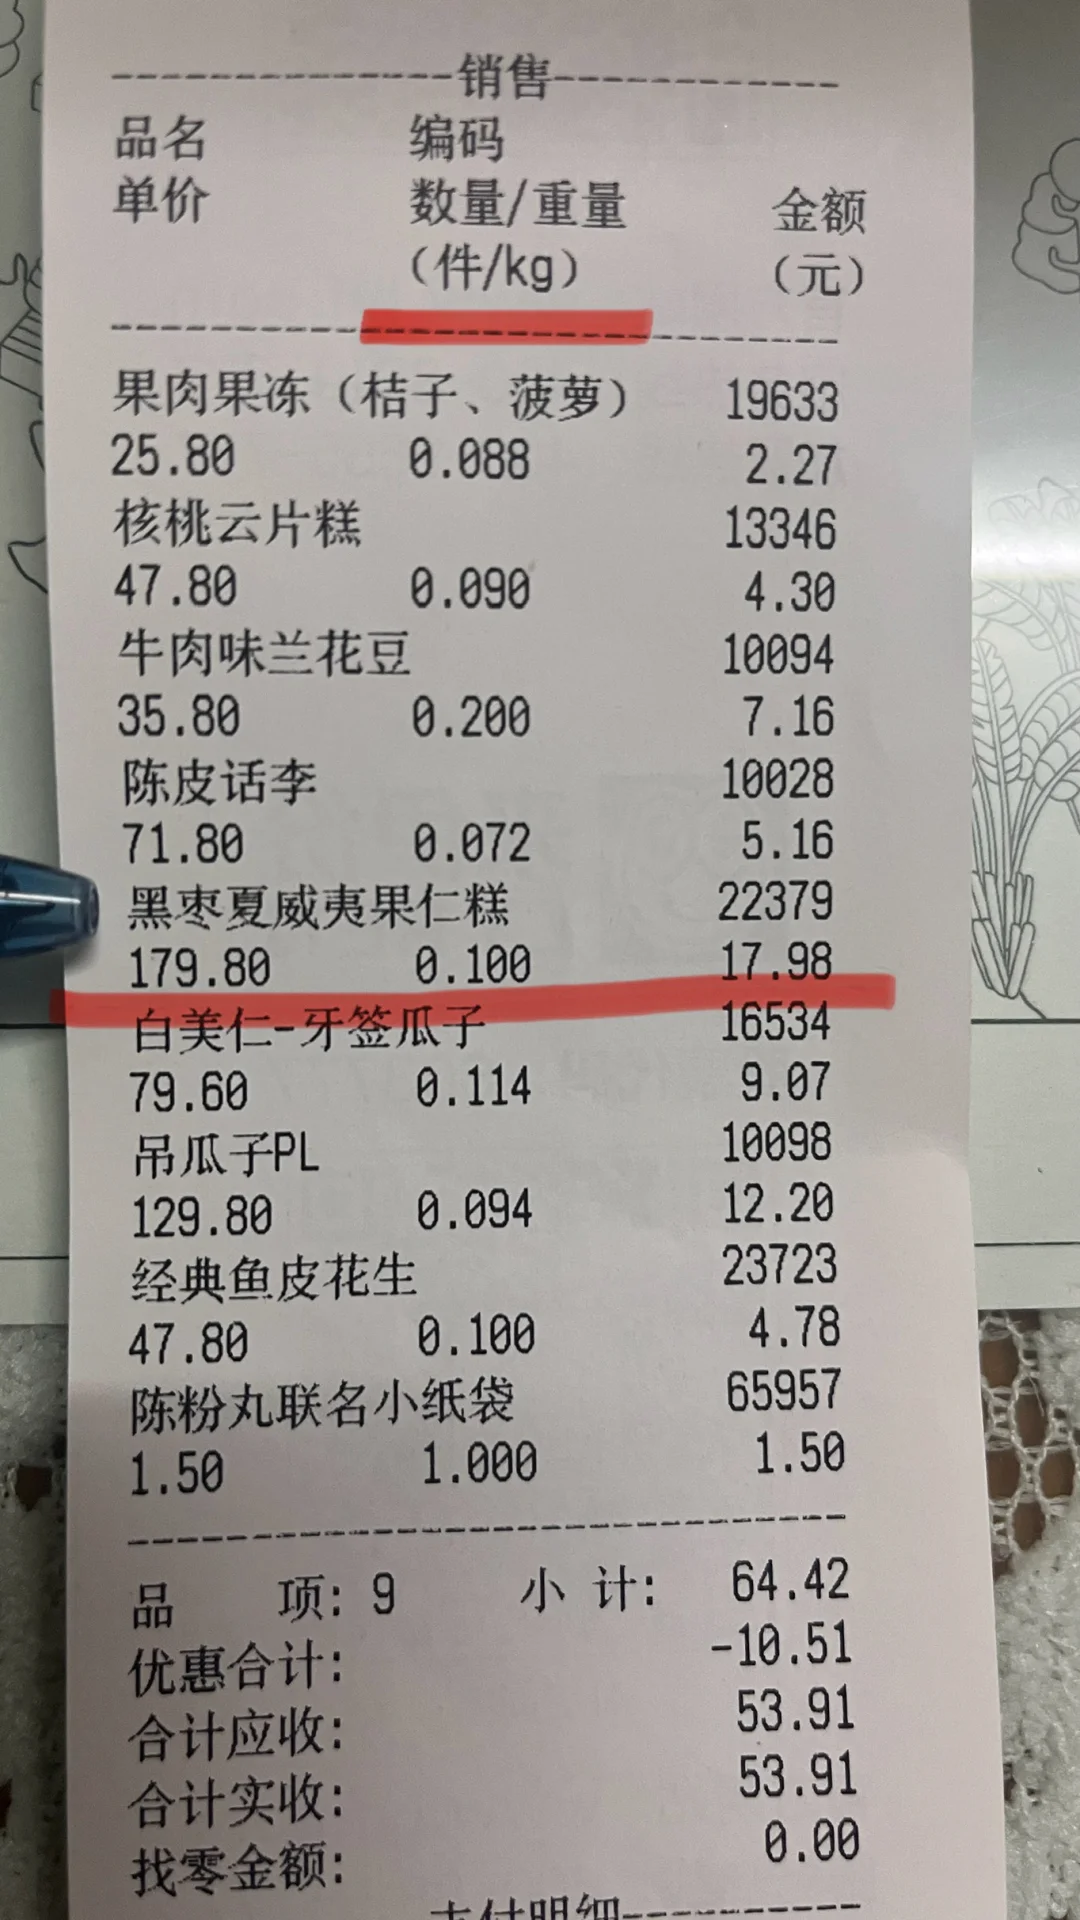 --------------销售--------------
品名 编码
单价 数量/重量 金额
（件/kg） （元）
果肉果冻（桔子、菠萝） 19633
25.80 0.088 2.27
核桃云片糕 13346
47.80 0.090 4.30
牛肉味兰花豆 10094
35.80 0.200 7.16
陈皮话李 10028
71.80 0.072 5.16
黑枣夏威夷果仁糕 22379
179.80 0.100 17.98
白美仁-牙签瓜子 16534
79.60 0.114 9.07
吊瓜子PL 10098
129.80 0.094 12.20
经典鱼皮花生 23723
47.80 0.100 4.78
陈粉丸联名小纸袋 65957
1.50 1.000 1.50
品 项: 9 小 计: 64.42
优惠合计: -10.51
合计应收: 53.91
合计实收: 53.91
找零金额: 0.00
支付明细